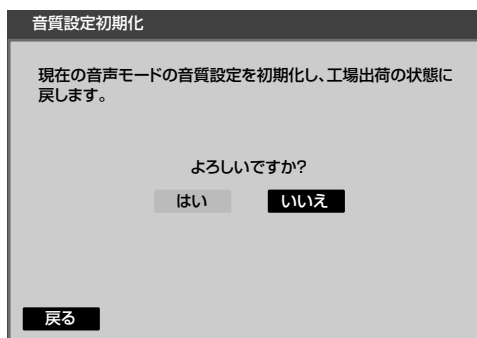 音質設定初期化
現在の音声モードの音質設定を初期化し、工場出荷の状態に
戻します。
よろしいですか?
はい いいえ
戻る